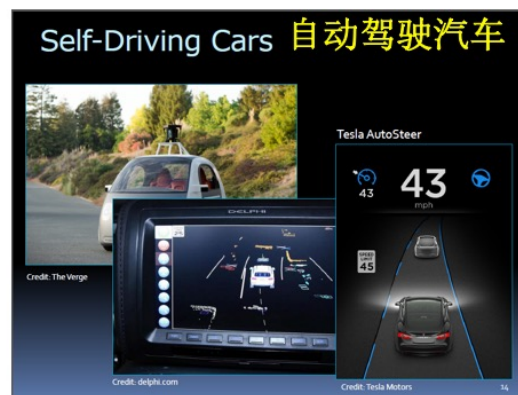 Self-Driving Cars 自动驾驶汽车
Tesla AutoSteer
43
43
mph
SPEED
LIMIT
45
DELPHI
Credit: The Verge
Credit: delphi.com
Credit: Tesla Motors
14